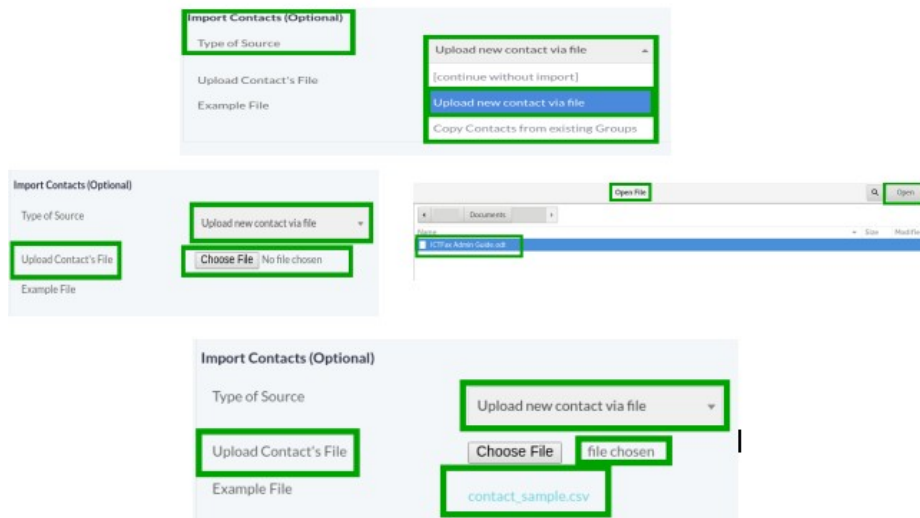 Import Contacts (Optional)
Type of Source
Upload new contact via file
Upload Contact's File
[continue without import]
Example File
Upload new contact via file
Copy Contacts from existing Groups
Import Contacts (Optional)
Type of Source
Upload new contact via file
Upload Contact's File
Choose File No file chosen
Example File
Open File
Open
Documents
Name
Size
Modified
ICTFax Admin Guide.odt
Import Contacts (Optional)
Type of Source
Upload new contact via file
Upload Contact's File
Choose File file chosen
Example File
contact_sample.csv